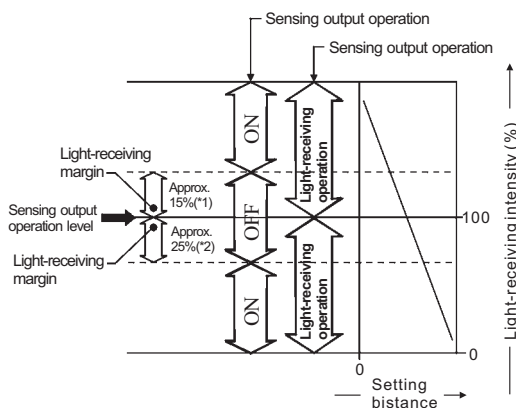 Sensing output operation
Sensing output operation
Light-receiving
margin
Approx.
15%(*1)
Sensing output
operation level
Approx.
25%(*2)
Light-receiving
margin
ON
OFF
ON
Light-receiving
operation
Light-receiving
operation
100
0
0
Setting
bistance
Light-receiving intensity (%)